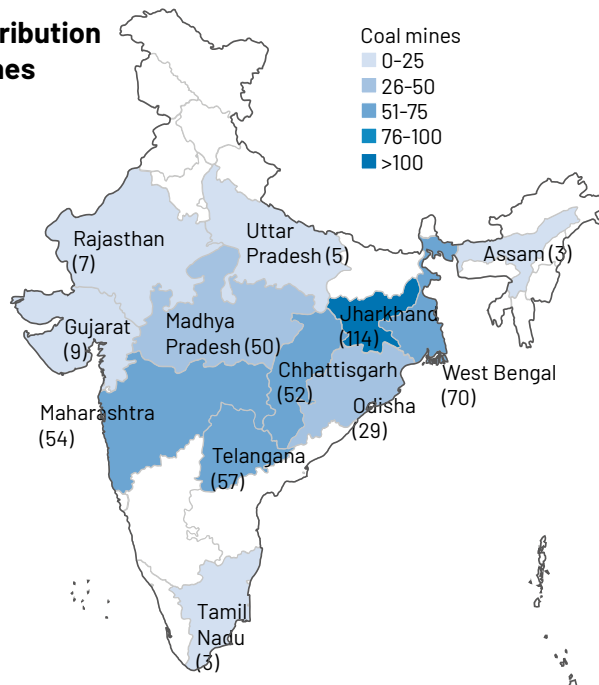 ribution
nes
Coal mines
0-25
26-50
51-75
76-100
>100
Rajasthan
(7)
Uttar
Pradesh (5)
Assam (3)
Gujarat
(9)
Madhya
Pradesh (50)
Jharkhand
(114)
Chhattisgarh
(52)
West Bengal
(70)
Maharashtra
(54)
Odisha
(29)
Telangana
(57)
Tamil
Nadu
(3)